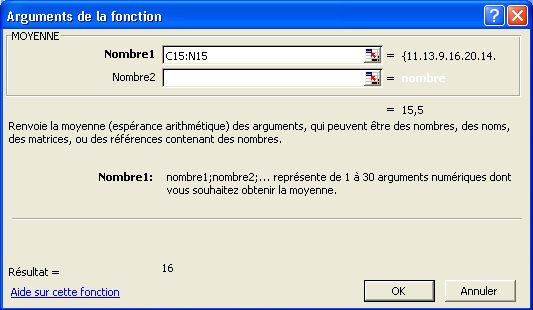 Arguments de la fonction
MOYENNE
Nombre1 C15:N15 = {11.13.9.16.20.14.
Nombre2 = nombre
= 15,5
Renvoie la moyenne (espérance arithmétique) des arguments, qui peuvent être des nombres, des noms,
des matrices, ou des références contenant des nombres.
Nombre1: nombre1;nombre2;... représente de 1 à 30 arguments numériques dont
vous souhaitez obtenir la moyenne.
Résultat = 16
Aide sur cette fonction OK Annuler